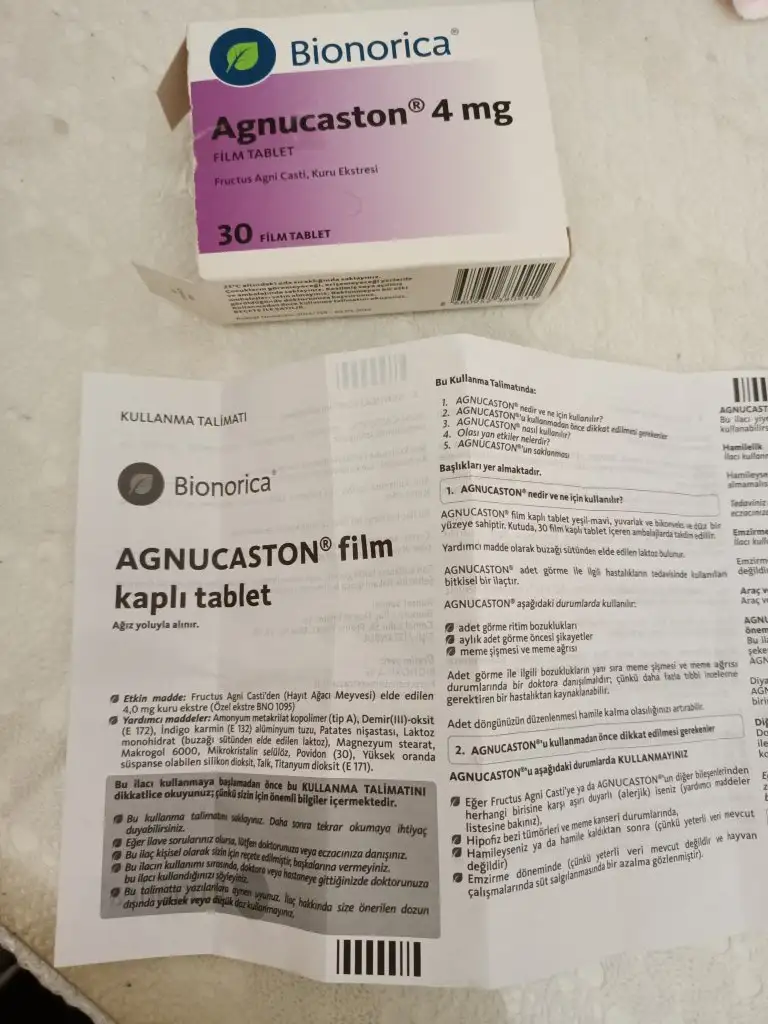 Bionorica®
Agnucaston® 4 mg
FİLM TABLET
Fructus Agni Casti, Kuru Ekstresi
30 FİLM TABLET
KULLANMA TALİMATI
Bionorica®
AGNUCASTON® film
kaplı tablet
Ağız yoluyla alınır.
Etkin madde: Fructus Agni Casti'den (Hayıt Ağacı Meyvesi) elde edilen
4,0 mg kuru ekstre (Özel ekstre BNO 1095)
Yardımcı maddeler: Amonyum metakrilat kopolimer (tip A), Demir(III)-oksit
(E 172), İndigo karmin (E 132) alüminyum tuzu, Patates nişastası, Laktoz
monohidrat (buzağı sütünden elde edilen laktoz), Magnezyum stearat,
Makrogol 6000, Mikrokristalin selüloz, Povidon (30), Yüksek oranda
süspanse olabilen silikon dioksit, Talk, Titanyum dioksit (E 171).
Bu ilacı kullanmaya başlamadan önce bu KULLANMA TALİMATINI
dikkatlice okuyunuz; çünkü sizin için önemli bilgiler içermektedir.
Bu kullanma talimatını saklayınız. Daha sonra tekrar okumaya ihtiyaç
duyabilirsiniz.
Eğer ilave sorularınız olursa, lütfen doktorunuza veya eczacınıza danışınız.
Bu ilaç kişisel olarak sizin için reçete edilmiştir, başkalarına vermeyiniz.
Bu ilacın kullanımı sırasında, doktora veya hastaneye gittiğinizde doktorunuza
bu ilacı kullandığınızı söyleyiniz.
Bu talimatta yazılanlara aynen uyunuz. İlaç hakkında size önerilen dozun
dışında yüksek veya düşük doz kullanmayınız.
Bu Kullanma Talimatında:
1. AGNUCASTON® nedir ve ne için kullanılır?
2. AGNUCASTON®'u kullanmadan önce dikkat edilmesi gerekenler
3. AGNUCASTON® nasıl kullanılır?
4. Olası yan etkiler nelerdir?
5. AGNUCASTON®'un saklanması
Başlıkları yer almaktadır.
1. AGNUCASTON® nedir ve ne için kullanılır?
AGNUCASTON® film kaplı tablet yeşil-mavi, yuvarlak ve bikonveks ve düz bir
yüzeye sahiptir. Kutuda, 30 film kaplı tablet içeren ambalajlarda takdim edilir.
Yardımcı madde olarak buzağı sütünden elde edilen laktoz bulunur.
AGNUCASTON® adet görme ile ilgili hastalıkların tedavisinde kullanılan
bitkisel bir ilaçtır.
AGNUCASTON® aşağıdaki durumlarda kullanılır:
adet görme ritim bozuklukları
aylık adet görme öncesi şikayetler
meme şişmesi ve meme ağrısı
Adet görme ile ilgili bozuklukların yanı sıra meme şişmesi ve meme ağrısı
durumlarında bir doktora danışılmalıdır; çünkü daha fazla tıbbi inceleme
gerektiren bir hastalıktan kaynaklanabilir.
Adet döngünüzün düzenlenmesi hamile kalma olasılığınızı artırabilir.
2. AGNUCASTON®'u kullanmadan önce dikkat edilmesi gerekenler
AGNUCASTON®'u aşağıdaki durumlarda KULLANMAYINIZ
Eğer Fructus Agni Casti'ye ya da AGNUCASTON®'un diğer bileşenlerinden
herhangi birisine karşı aşırı duyarlı (alerjik) iseniz (yardımcı maddeler
listesine bakınız),
Hipofiz bezi tümörleri ve meme kanseri durumlarında,
Hamileyseniz ya da hamile kaldıktan sonra (çünkü yeterli veri mevcut
değildir)
Emzirme döneminde (çünkü yeterli veri mevcut değildir ve hayvan
çalışmalarında süt salgılanmasında bir azalma gözlenmiştir).